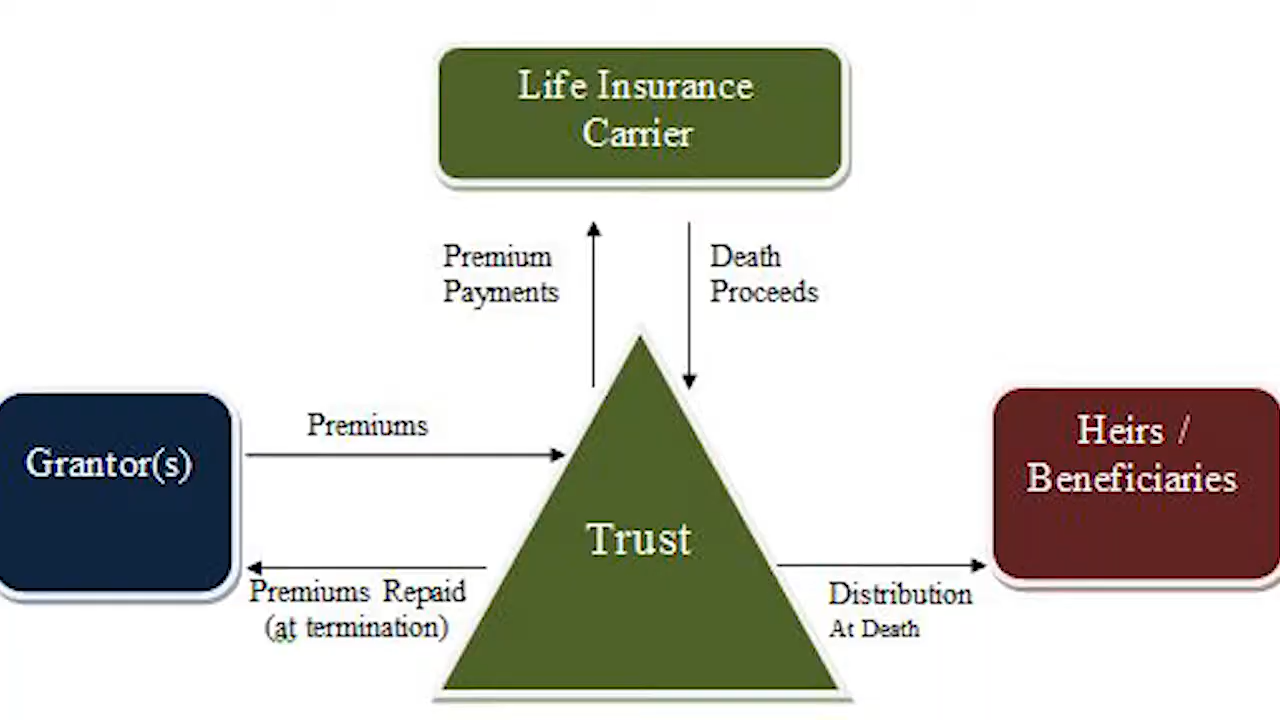 Life Insurance
Carrier
Premium
Payments
Death
Proceeds
Premiums
Grantor(s)
Heirs /
Beneficiaries
Trust
Premiums Repaid
(at termination)
Distribution
At Death